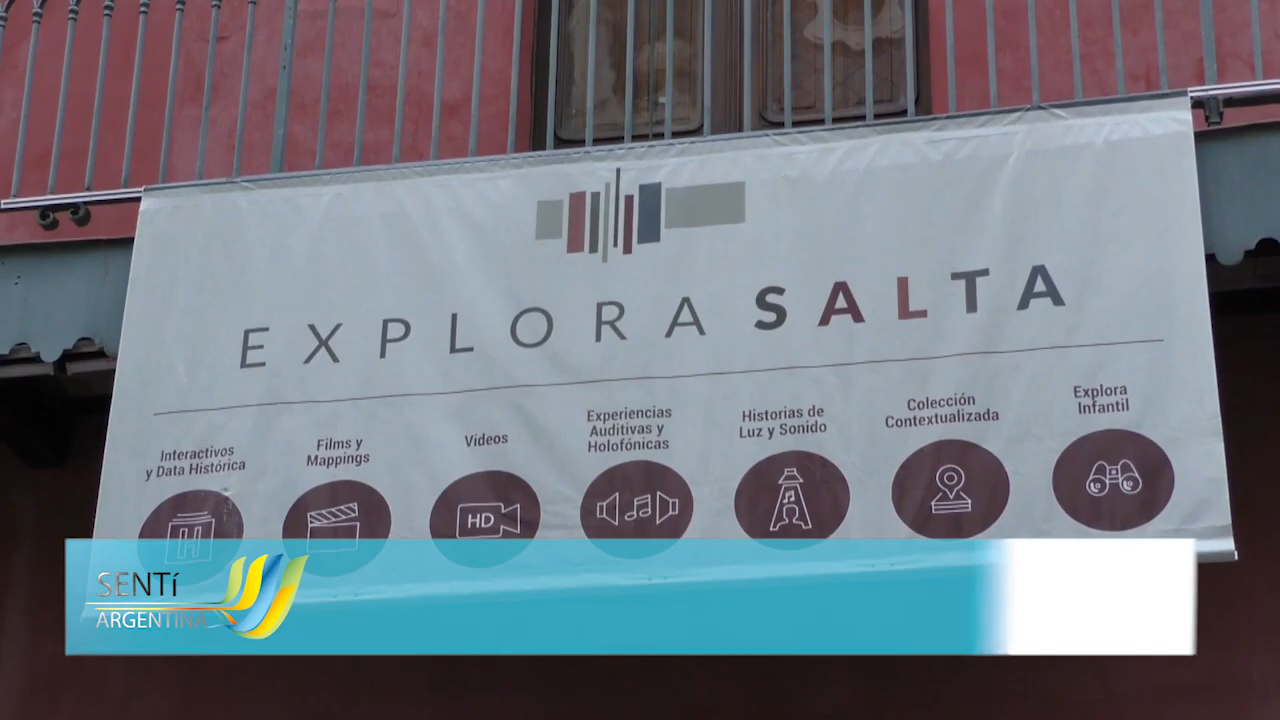 EXPLORA SALTA
Interactivos
y Data Histórica
Films y
Mappings
Videos
Experiencias
Auditivas y
Holofónicas
Historias de
Luz y Sonido
Colección
Contextualizada
Explora
Infantil
H
HD
SENTí
ARGENTINA